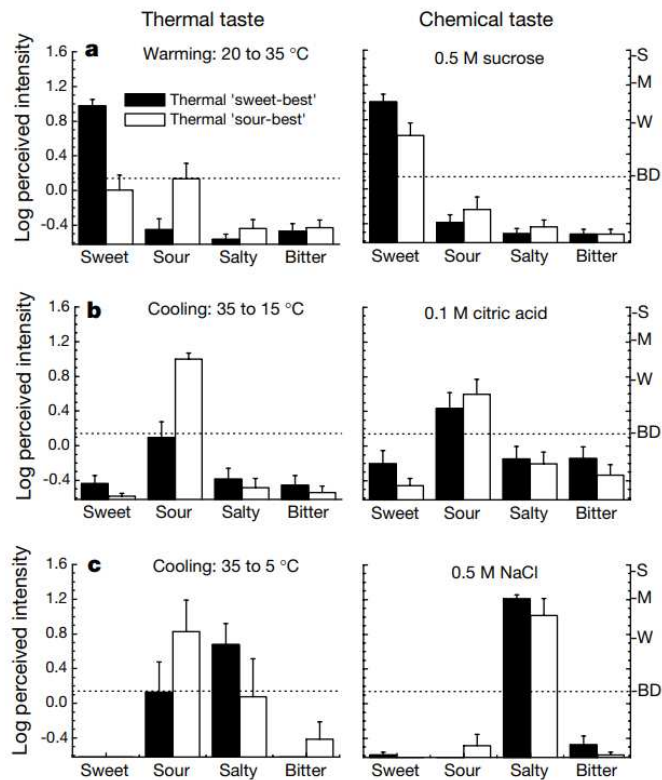 Thermal taste
Chemical taste
a
Warming: 20 to 35 °C
Log perceived intensity
1.6
1.2
0.8
0.4
0.0
-0.4
Thermal 'sweet-best'
Thermal 'sour-best'
Sweet Sour Salty Bitter
0.5 M sucrose
S
M
W
BD
Sweet Sour Salty Bitter
b
Cooling: 35 to 15 °C
Log perceived intensity
1.6
1.2
0.8
0.4
0.0
-0.4
Sweet Sour Salty Bitter
0.1 M citric acid
S
M
W
BD
Sweet Sour Salty Bitter
c
Cooling: 35 to 5 °C
Log perceived intensity
1.6
1.2
0.8
0.4
0.0
-0.4
Sweet Sour Salty Bitter
0.5 M NaCl
S
M
W
BD
Sweet Sour Salty Bitter